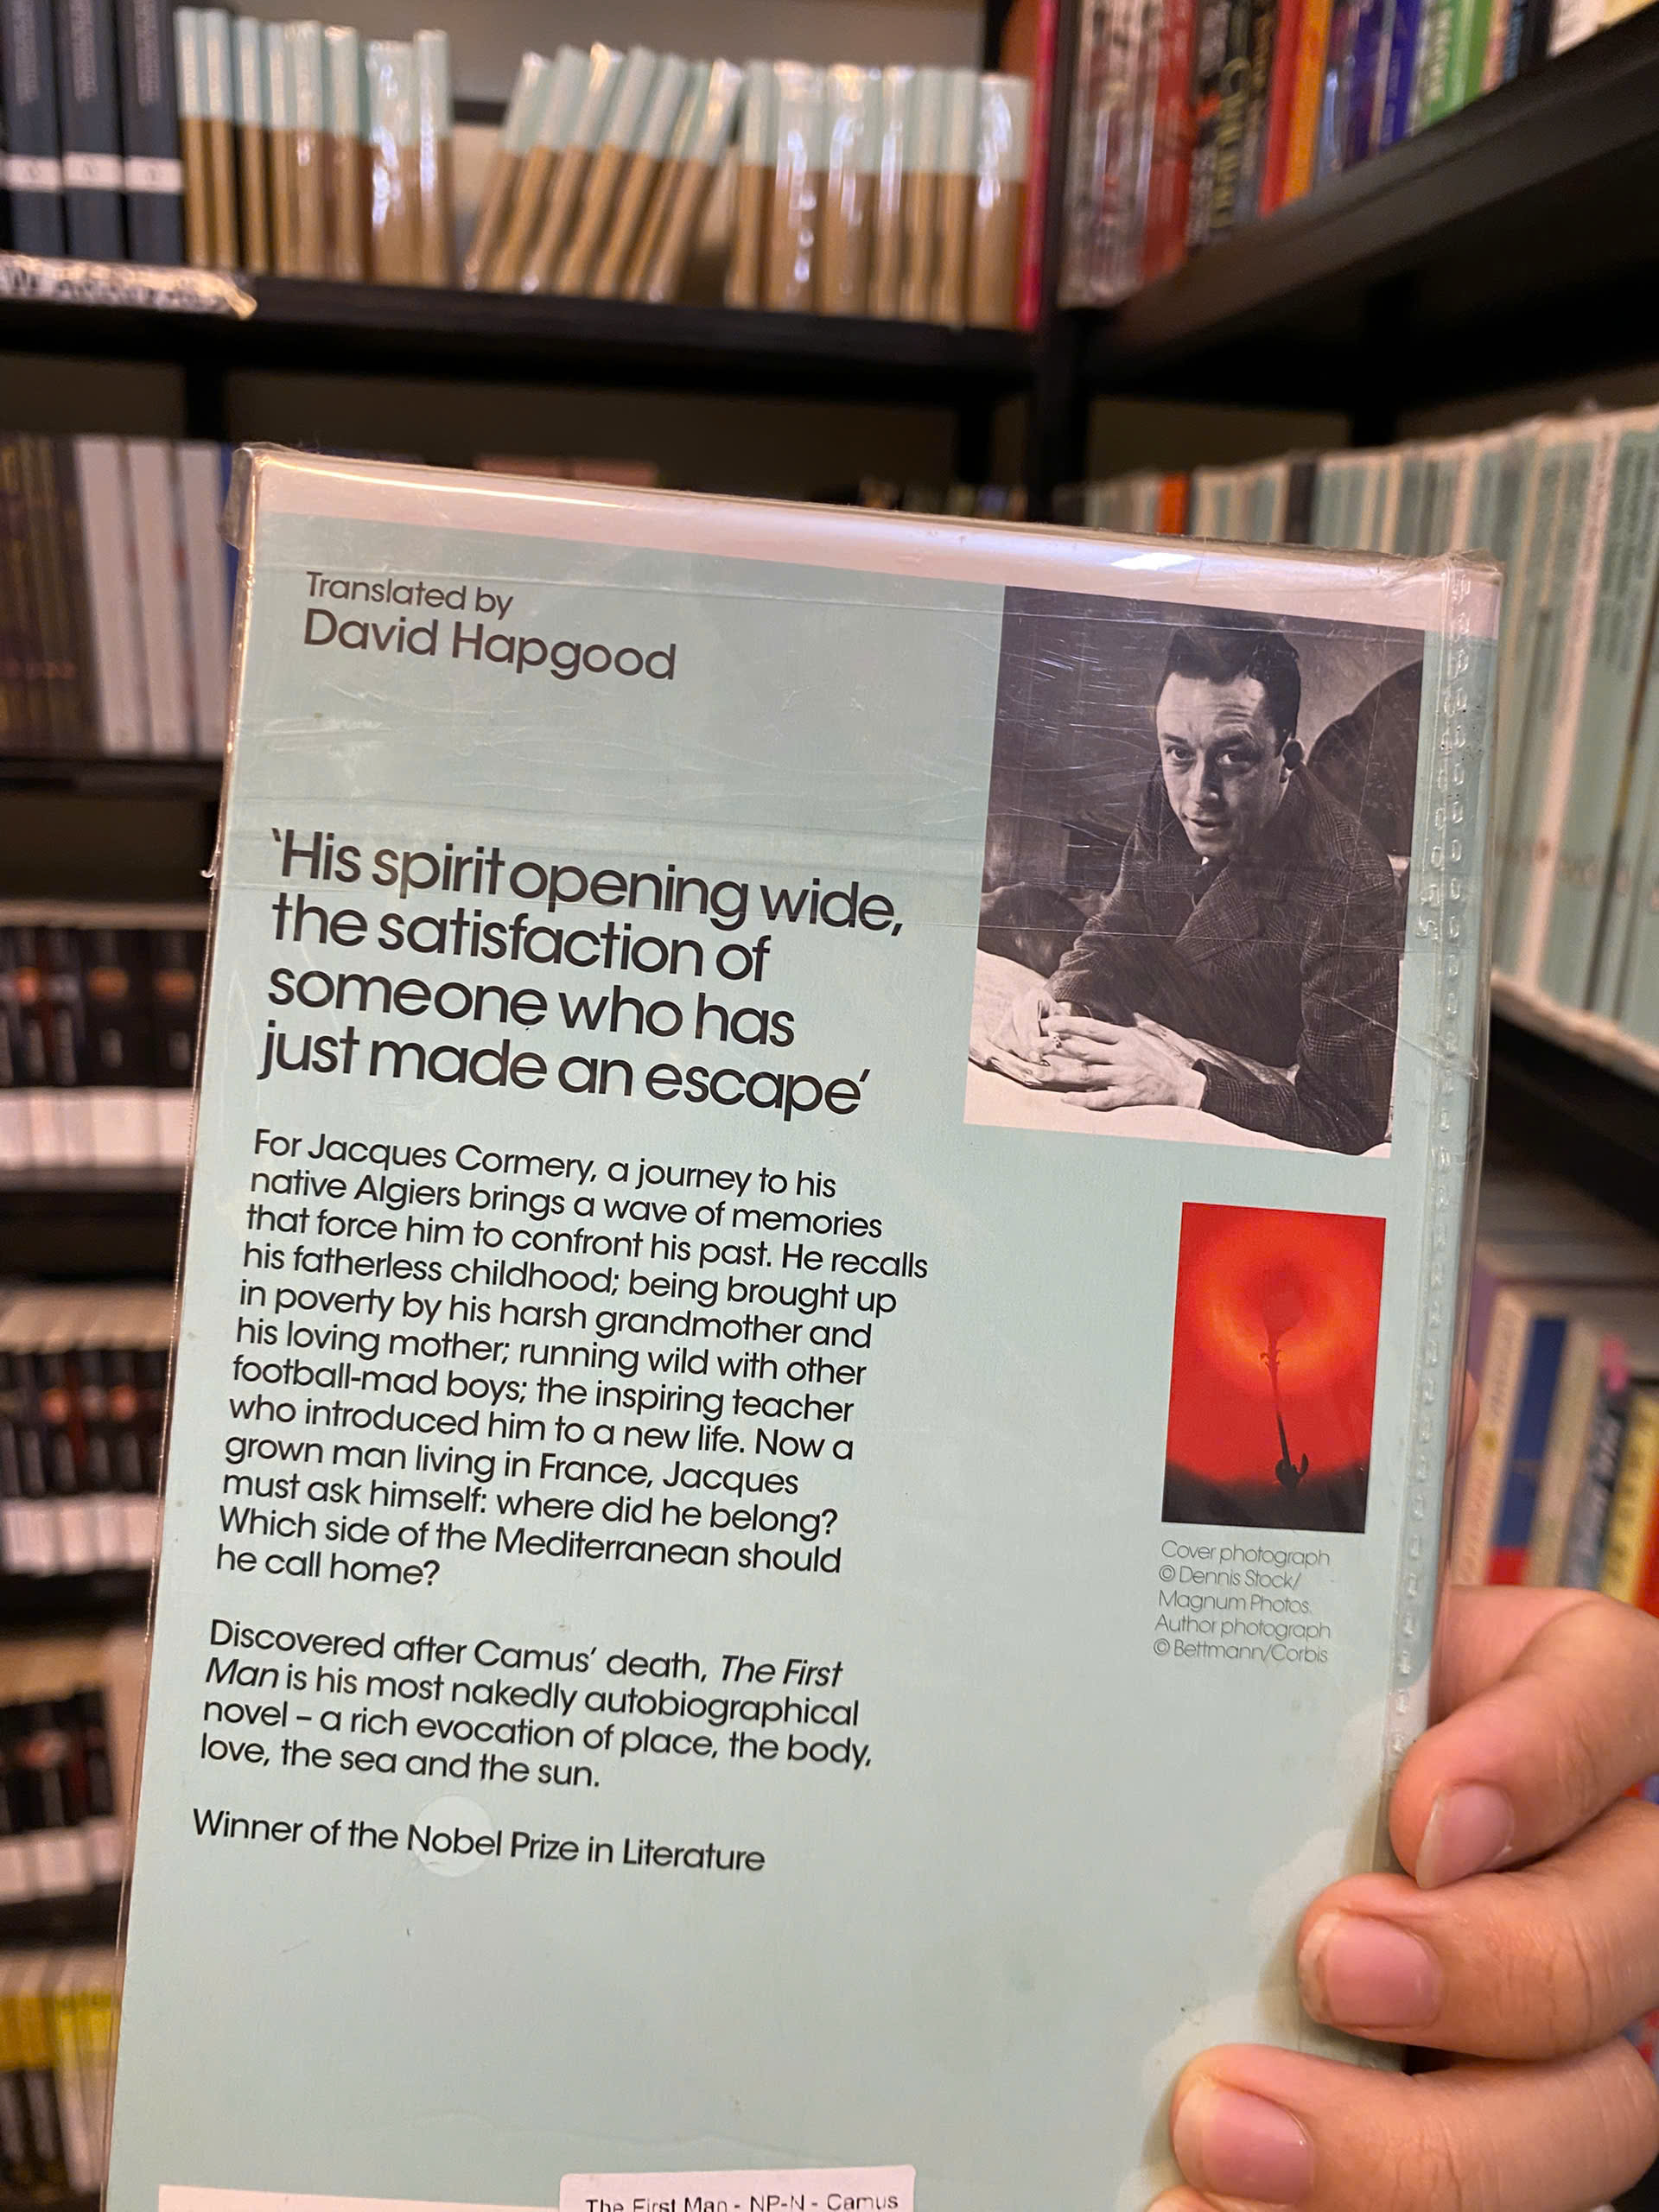 Translated by
David Hapgood
'His spirit opening wide,
the satisfaction of
someone who has
just made an escape'
For Jacques Cormery, a journey to his
native Algiers brings a wave of memories
that force him to confront his past. He recalls
his fatherless childhood; being brought up
in poverty by his harsh grandmother and
his loving mother; running wild with other
football-mad boys; the inspiring teacher
who introduced him to a new life. Now a
grown man living in France, Jacques
must ask himself: where did he belong?
Which side of the Mediterranean should
he call home?
Discovered after Camus' death, The First
Man is his most nakedly autobiographical
novel – a rich evocation of place, the body,
love, the sea and the sun.
Winner of the Nobel Prize in Literature
Cover photograph
© Dennis Stock/
Magnum Photos.
Author photograph
© Bettmann/Corbis
The First Man - NP-N - Camus